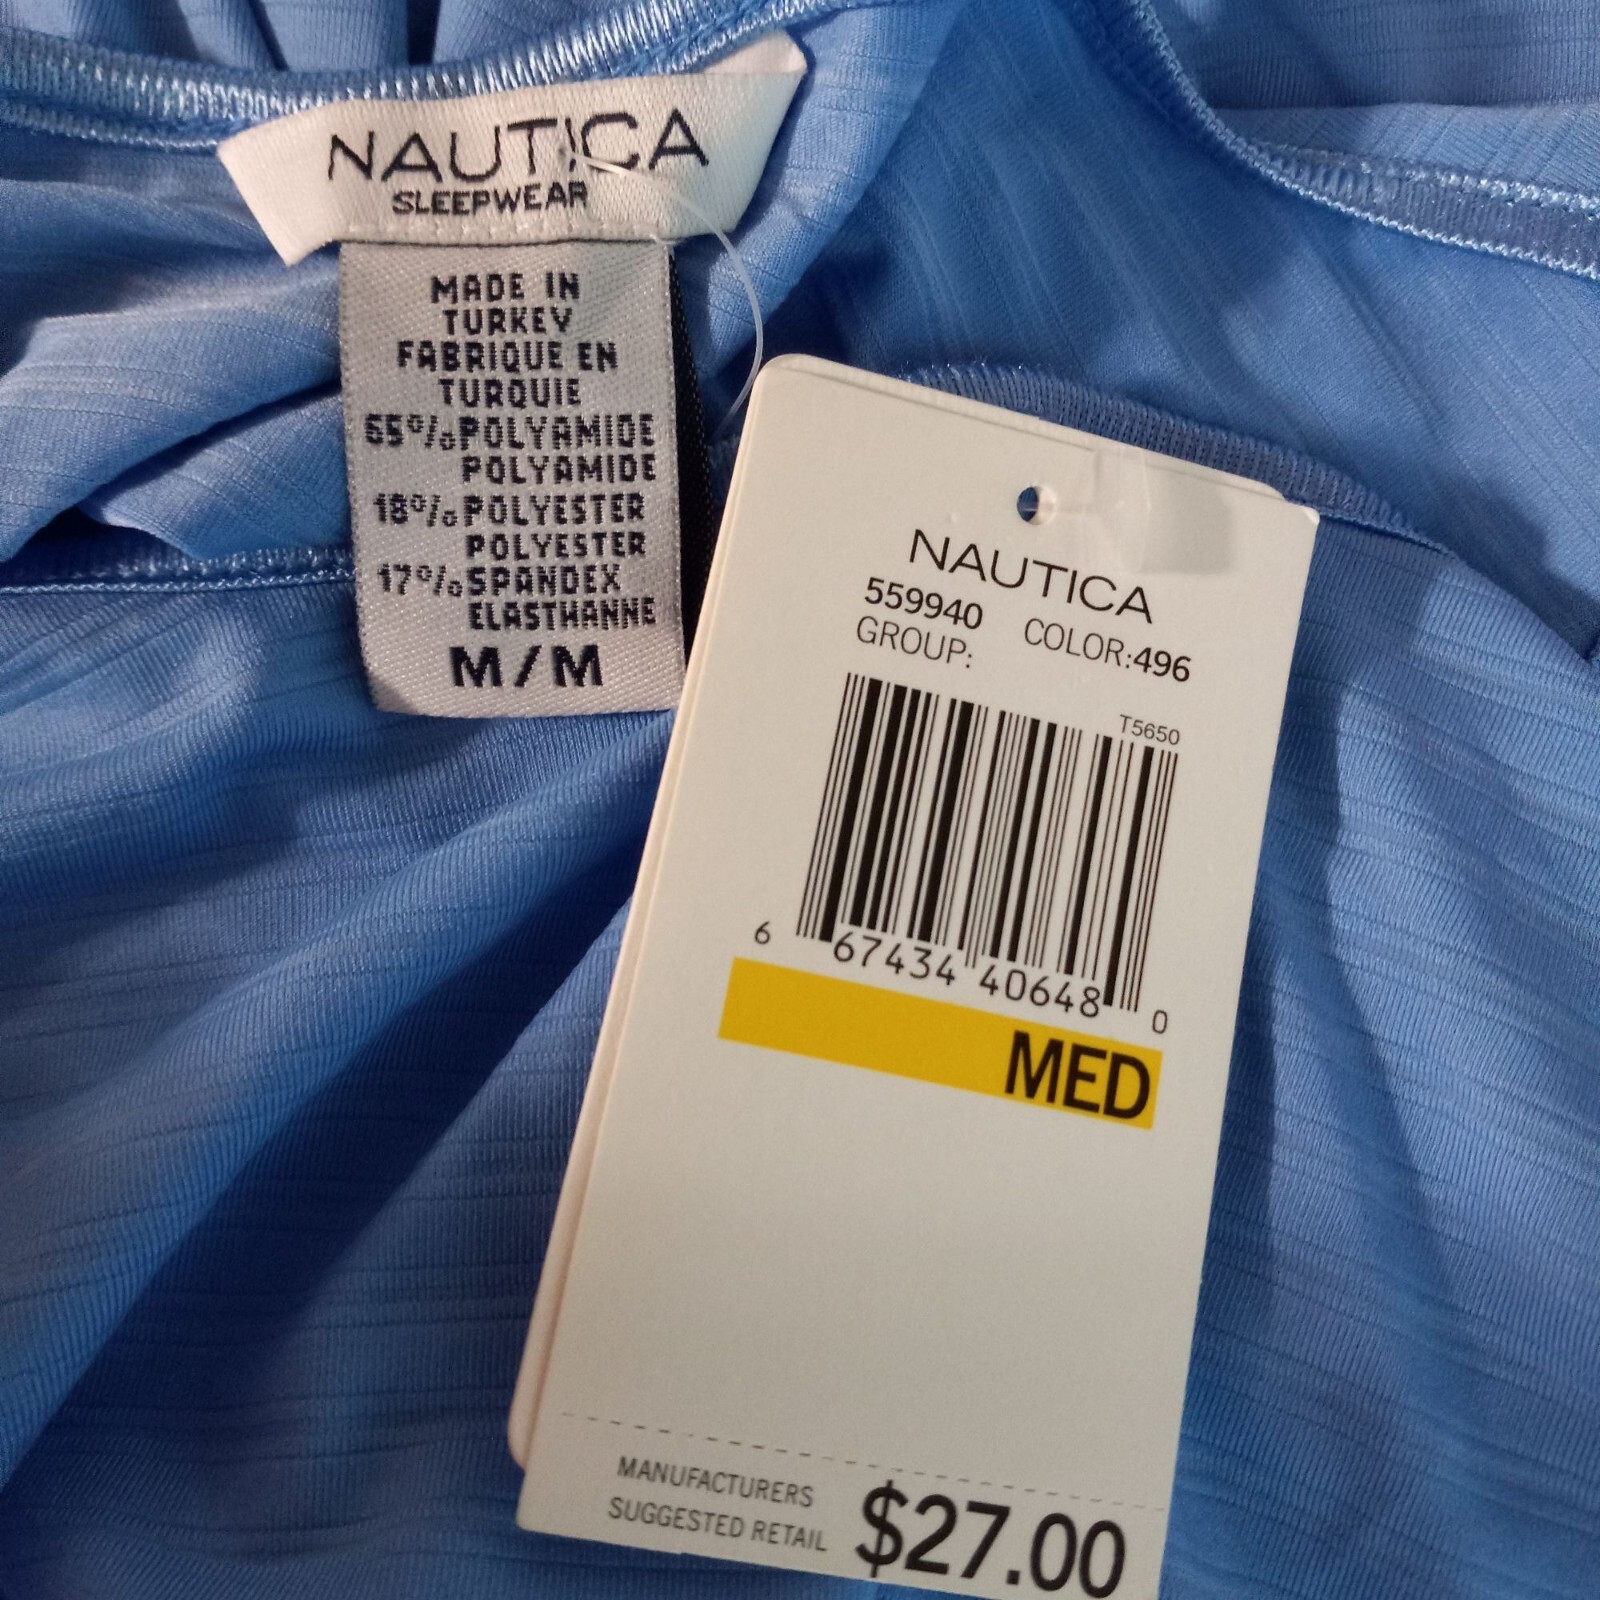 NAUTICA
SLEEPWEAR
MADE IN
TURKEY
FABRIQUE EN
TURQUIE
65% POLYAMIDE
POLYAMIDE
18% POLYESTER
POLYESTER
17% SPANDEX
ELASTHANNE
M/M
NAUTICA
559940 COLOR:496
GROUP:
T5650
6 67434 40648 0
MED
MANUFACTURERS
SUGGESTED RETAIL $27.00